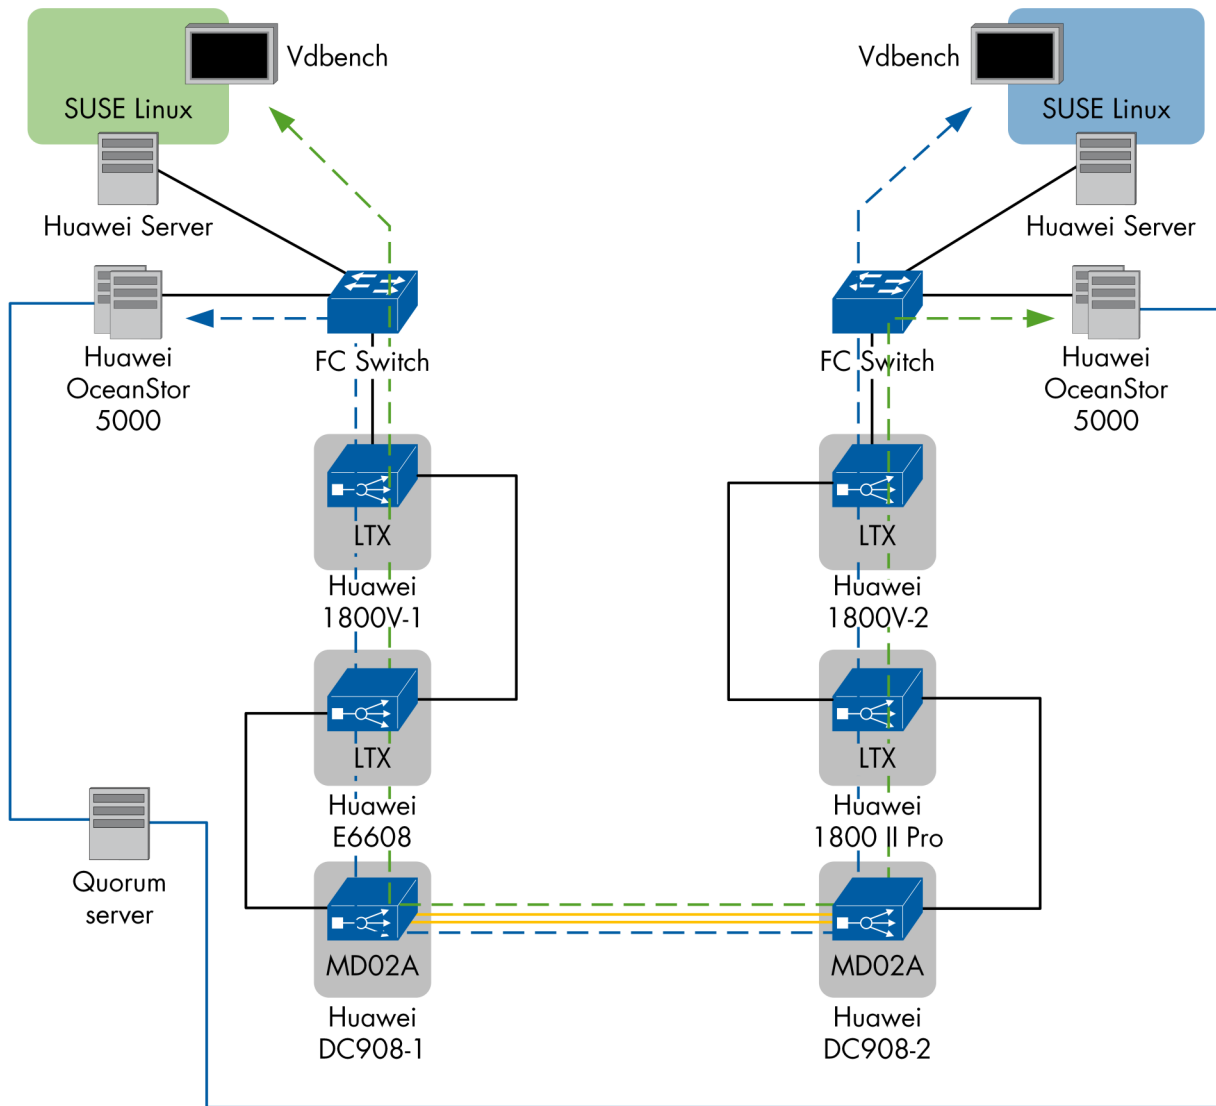 Vdbench
SUSE Linux
Huawei Server
Huawei
OceanStor
5000
FC Switch
LTX
Huawei
1800V-1
LTX
Huawei
E6608
Quorum
server
MD02A
Huawei
DC908-1
Vdbench
SUSE Linux
Huawei Server
FC Switch
Huawei
OceanStor
5000
LTX
Huawei
1800V-2
LTX
Huawei
1800 II Pro
MD02A
Huawei
DC908-2